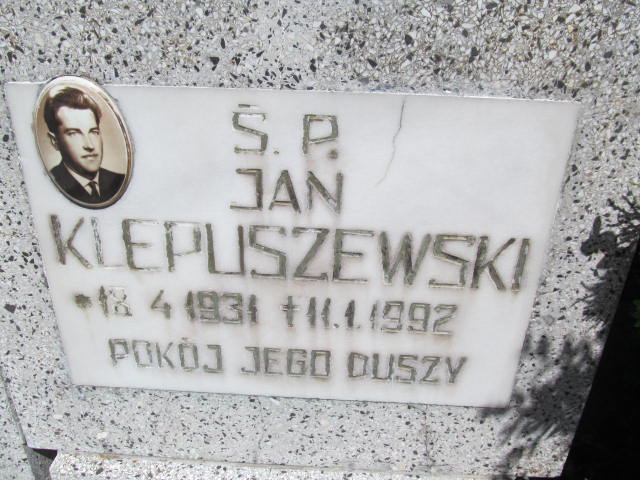 Ś. P.
JAN
KLEPUSZEWSKI
* 18 4 1931 † 11.1.1992
POKÓJ JEGO DUSZY